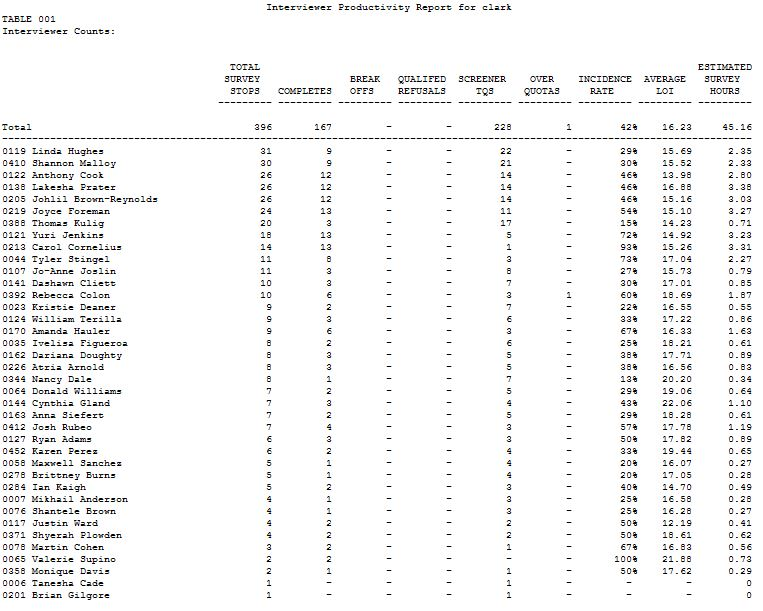 Interviewer Productivity Report for clark
TABLE 001
Interviewer Counts:
TOTAL ESTIMATED
SURVEY BREAK QUALIFED SCREENER OVER INCIDENCE AVERAGE SURVEY
STOPS COMPLETES OFFS REFUSALS TQS QUOTAS RATE LOI HOURS
Total 396 167 - - 228 1 42% 16.23 45.16
0119 Linda Hughes 31 9 - - 22 - 29% 15.69 2.35
0410 Shannon Malloy 30 9 - - 21 - 30% 15.52 2.33
0122 Anthony Cook 26 12 - - 14 - 46% 13.98 2.80
0138 Lakesha Prater 26 12 - - 14 - 46% 16.88 3.38
0205 Johlil Brown-Reynolds 26 12 - - 14 - 46% 15.16 3.03
0219 Joyce Foreman 24 13 - - 11 - 54% 15.10 3.27
0388 Thomas Kulig 20 3 - - 17 - 15% 14.23 0.71
0121 Yuri Jenkins 18 13 - - 5 - 72% 14.92 3.23
0213 Carol Cornelius 14 13 - - 1 - 93% 15.26 3.31
0044 Tyler Stingel 11 8 - - 3 - 73% 17.04 2.27
0107 Jo-Anne Joslin 11 3 - - 8 - 27% 15.73 0.79
0141 Dashawn Cliett 10 3 - - 7 - 30% 17.01 0.85
0392 Rebecca Colon 10 6 - - 3 1 60% 18.69 1.87
0023 Kristie Deaner 9 2 - - 7 - 22% 16.55 0.55
0124 William Terilla 9 3 - - 6 - 33% 17.22 0.86
0170 Amanda Hauler 9 6 - - 3 - 67% 16.33 1.63
0035 Ivelisa Figueroa 8 2 - - 6 - 25% 18.21 0.61
0162 Dariana Doughty 8 3 - - 5 - 38% 17.71 0.89
0226 Atria Arnold 8 3 - - 5 - 38% 16.56 0.83
0344 Nancy Dale 8 1 - - 7 - 13% 20.20 0.34
0064 Donald Williams 7 2 - - 5 - 29% 19.06 0.64
0144 Cynthia Gland 7 3 - - 4 - 43% 22.06 1.10
0163 Anna Siefert 7 2 - - 5 - 29% 18.28 0.61
0412 Josh Rubeo 7 4 - - 3 - 57% 17.78 1.19
0127 Ryan Adams 6 3 - - 3 - 50% 17.82 0.89
0452 Karen Perez 6 2 - - 4 - 33% 19.44 0.65
0058 Maxwell Sanchez 5 1 - - 4 - 20% 16.07 0.27
0278 Brittney Burns 5 1 - - 4 - 20% 17.05 0.28
0284 Ian Kaigh 5 2 - - 3 - 40% 14.70 0.49
0007 Mikhail Anderson 4 1 - - 3 - 25% 16.58 0.28
0076 Shantele Brown 4 1 - - 3 - 25% 16.28 0.27
0117 Justin Ward 4 2 - - 2 - 50% 12.19 0.41
0371 Shyerah Plowden 4 2 - - 2 - 50% 18.61 0.62
0078 Martin Cohen 3 2 - - 1 - 67% 16.83 0.56
0065 Valerie Supino 2 2 - - - - 100% 21.88 0.73
0358 Monique Davis 2 1 - - 1 - 50% 17.62 0.29
0006 Tanesha Cade 1 - - - 1 - - - 0
0201 Brian Gilgore 1 - - - 1 - - - 0